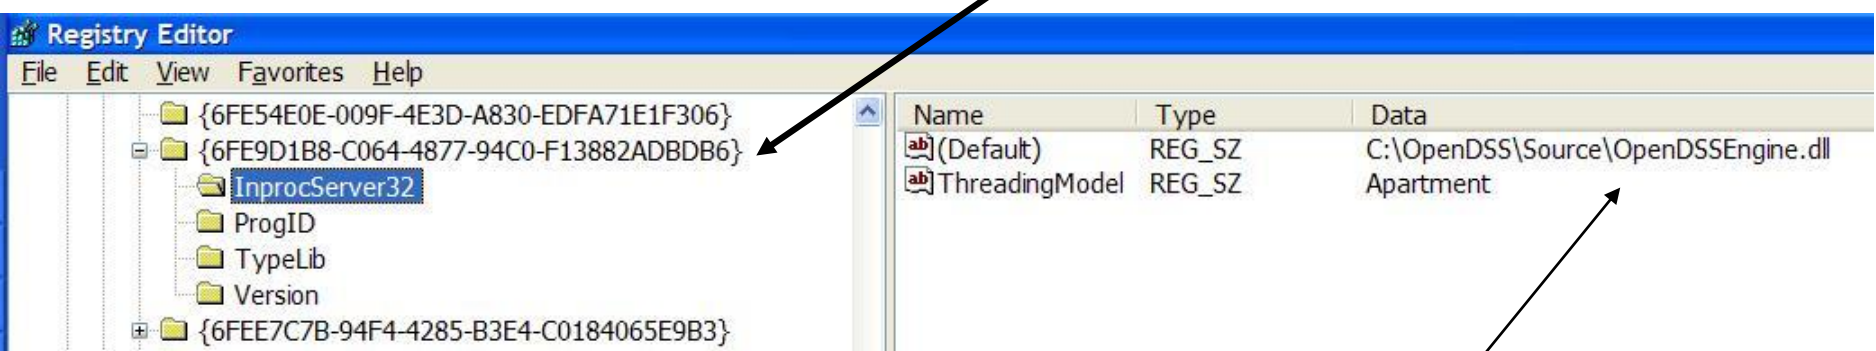 Registry Editor
File Edit View Favorites Help
{6FE54E0E-009F-4E3D-A830-EDFA71E1F306}
{6FE9D1B8-C064-4877-94C0-F13882ADBDB6}
InprocServer32
ProgID
TypeLib
Version
{6FEE7C7B-94F4-4285-B3E4-C0184065E9B3}
Name Type Data
(Default) REG_SZ C:\OpenDSS\Source\OpenDSSEngine.dll
ThreadingModel REG_SZ Apartment